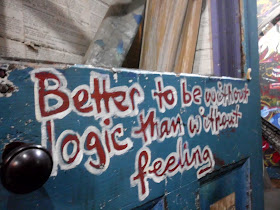 Better to be without
logic than without
feeling